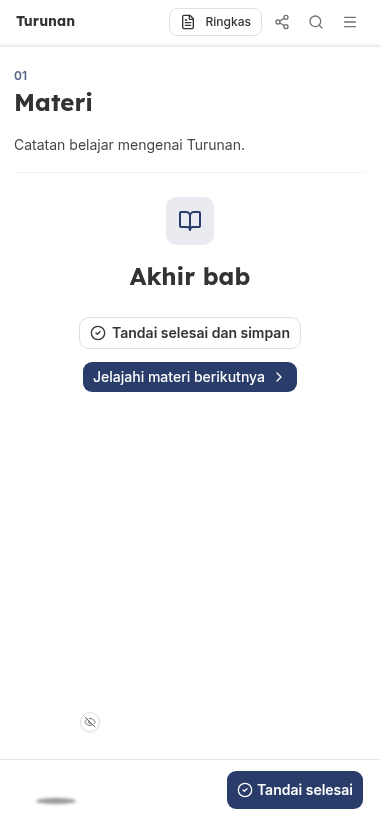 Turunan
Ringkas
01
Materi
Catatan belajar mengenai Turunan.
Akhir bab
Tandai selesai dan simpan
Jelajahi materi berikutnya
Tandai selesai